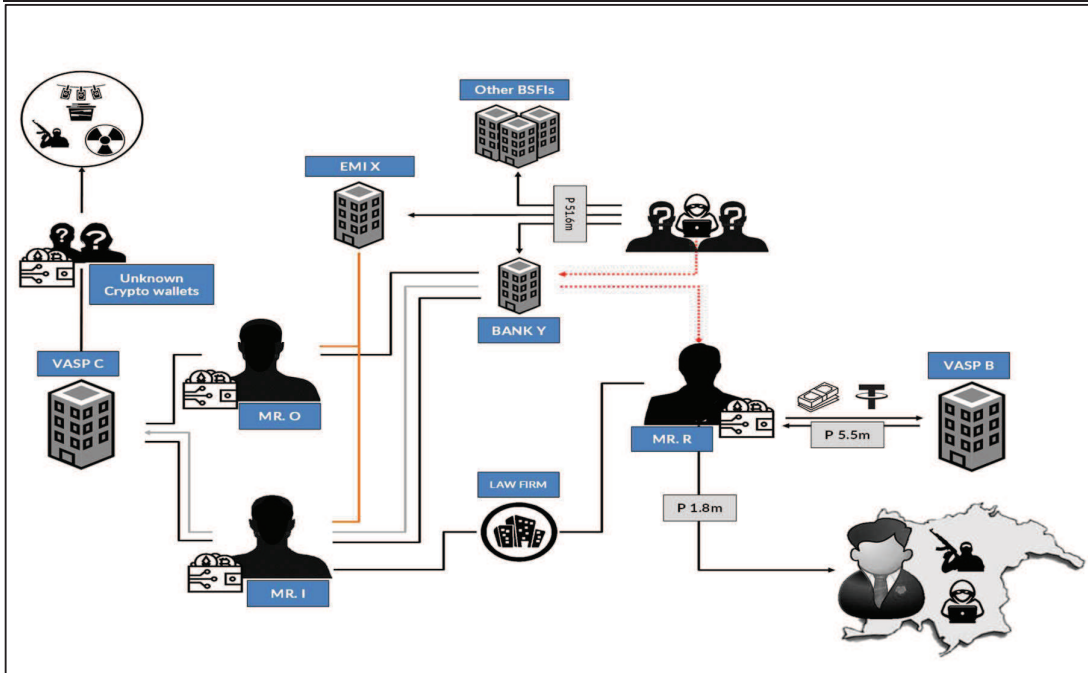 Other BSFIs
EMI X
P 51.6m
Unknown
Crypto wallets
BANK Y
VASP C
MR. O
MR. R
VASP B
P 5.5m
LAW FIRM
P 1.8m
MR. I